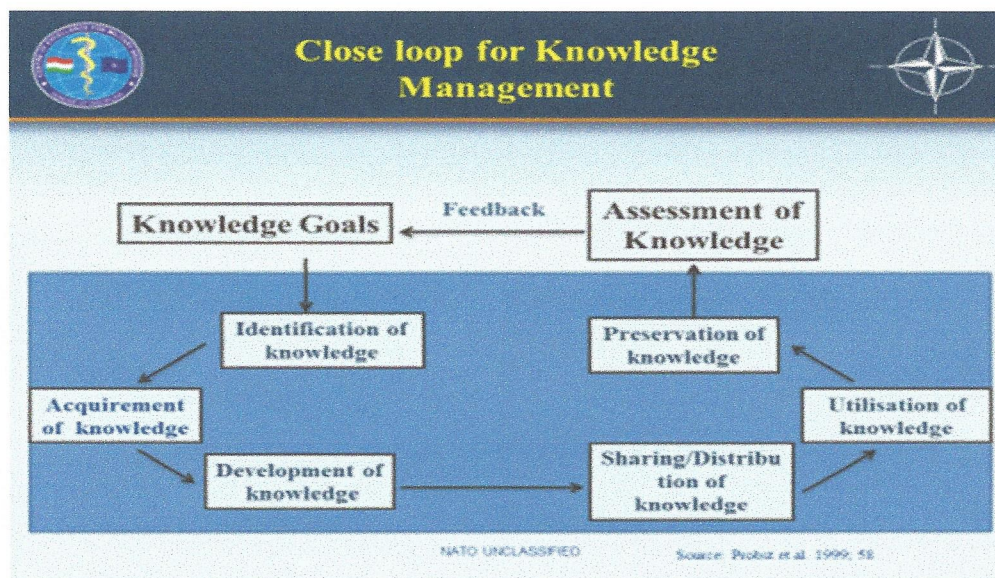 Close loop for Knowledge
Management
Knowledge Goals
Feedback
Assessment of
Knowledge
Identification of
knowledge
Preservation of
knowledge
Acquirement
of knowledge
Utilisation of
knowledge
Development of
knowledge
Sharing/Distribu
tion of
knowledge
NATO UNCLASSIFIED
Source: Probst et al. 1999; 58